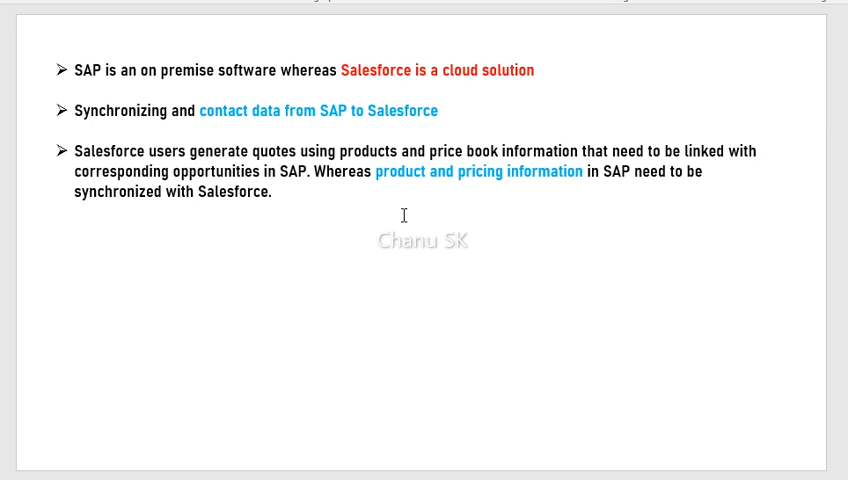 ➢ SAP is an on premise software whereas Salesforce is a cloud solution
➢ Synchronizing and contact data from SAP to Salesforce
➢ Salesforce users generate quotes using products and price book information that need to be linked with
corresponding opportunities in SAP. Whereas product and pricing information in SAP need to be
synchronized with Salesforce.
Chanu SK